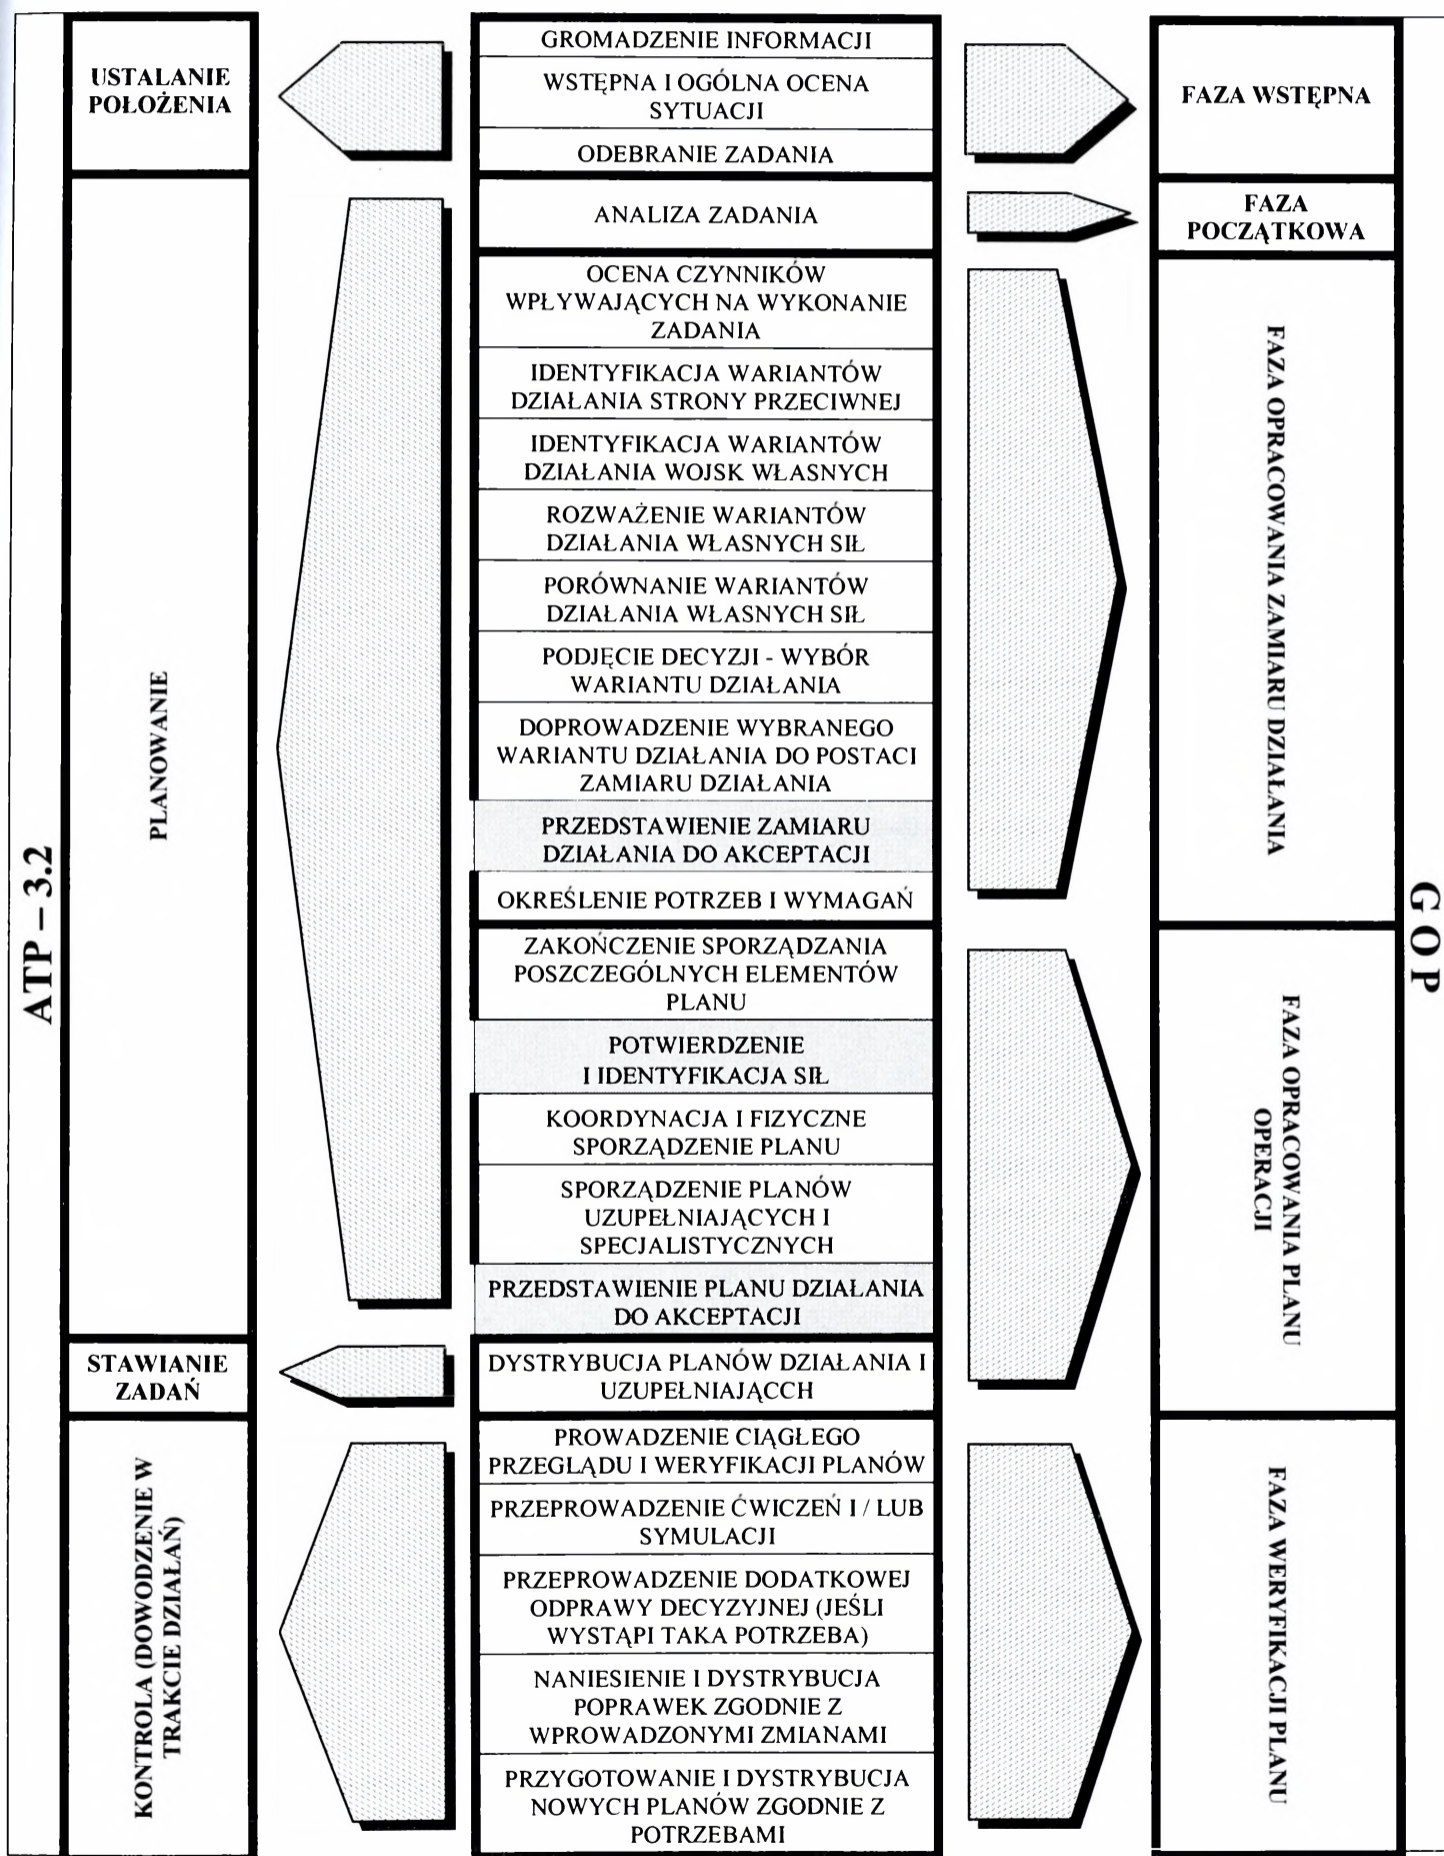 ATP – 3.2
USTALANIE
POŁOŻENIA
PLANOWANIE
STAWIANIE
ZADAŃ
KONTROLA (DOWODZENIE W
TRAKCIE DZIAŁAŃ)
GROMADZENIE INFORMACJI
WSTĘPNA I OGÓLNA OCENA
SYTUACJI
ODEBRANIE ZADANIA
ANALIZA ZADANIA
OCENA CZYNNIKÓW
WPŁYWAJĄCYCH NA WYKONANIE
ZADANIA
IDENTYFIKACJA WARIANTÓW
DZIAŁANIA STRONY PRZECIWNEJ
IDENTYFIKACJA WARIANTÓW
DZIAŁANIA WOJSK WŁASNYCH
ROZWAŻENIE WARIANTÓW
DZIAŁANIA WŁASNYCH SIŁ
PORÓWNANIE WARIANTÓW
DZIAŁANIA WŁASNYCH SIŁ
PODJĘCIE DECYZJI - WYBÓR
WARIANTU DZIAŁANIA
DOPROWADZENIE WYBRANEGO
WARIANTU DZIAŁANIA DO POSTACI
ZAMIARU DZIAŁANIA
PRZEDSTAWIENIE ZAMIARU
DZIAŁANIA DO AKCEPTACJI
OKREŚLENIE POTRZEB I WYMAGAŃ
ZAKOŃCZENIE SPORZĄDZANIA
POSZCZEGÓLNYCH ELEMENTÓW
PLANU
POTWIERDZENIE
I IDENTYFIKACJA SIŁ
KOORDYNACJA I FIZYCZNE
SPORZĄDZENIE PLANU
SPORZĄDZENIE PLANÓW
UZUPEŁNIAJĄCYCH I
SPECJALISTYCZNYCH
PRZEDSTAWIENIE PLANU DZIAŁANIA
DO AKCEPTACJI
DYSTRYBUCJA PLANÓW DZIAŁANIA I
UZUPEŁNIAJĄCCH
PROWADZENIE CIĄGŁEGO
PRZEGLĄDU I WERYFIKACJI PLANÓW
PRZEPROWADZENIE ĆWICZEŃ I / LUB
SYMULACJI
PRZEPROWADZENIE DODATKOWEJ
ODPRAWY DECYZYJNEJ (JEŚLI
WYSTĄPI TAKA POTRZEBA)
NANIESIENIE I DYSTRYBUCJA
POPRAWEK ZGODNIE Z
WPROWADZONYMI ZMIANAMI
PRZYGOTOWANIE I DYSTRYBUCJA
NOWYCH PLANÓW ZGODNIE Z
POTRZEBAMI
FAZA WSTĘPNA
FAZA
POCZĄTKOWA
FAZA OPRACOWANIA ZAMIARU DZIAŁANIA
FAZA OPRACOWANIA PLANU
OPERACJI
FAZA WERYFIKACJI PLANU
G O P